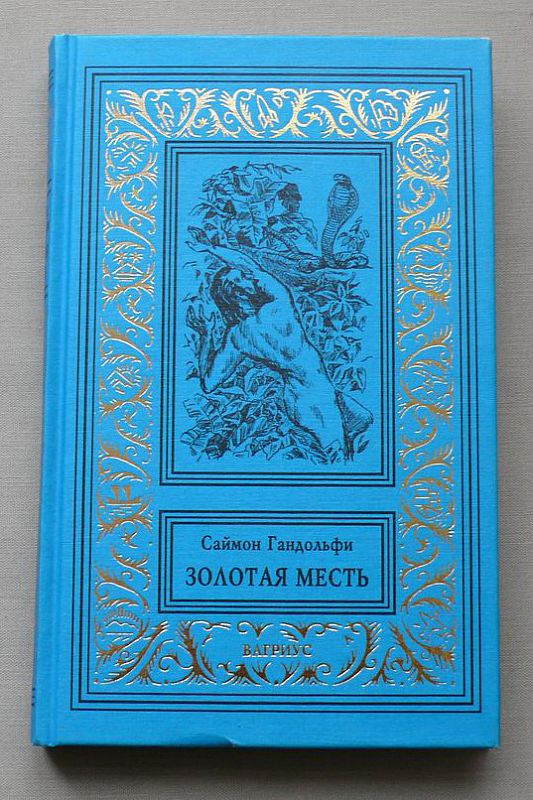 Саймон Гандольфи
ЗОЛОТАЯ МЕСТЬ
ВАГРИУС